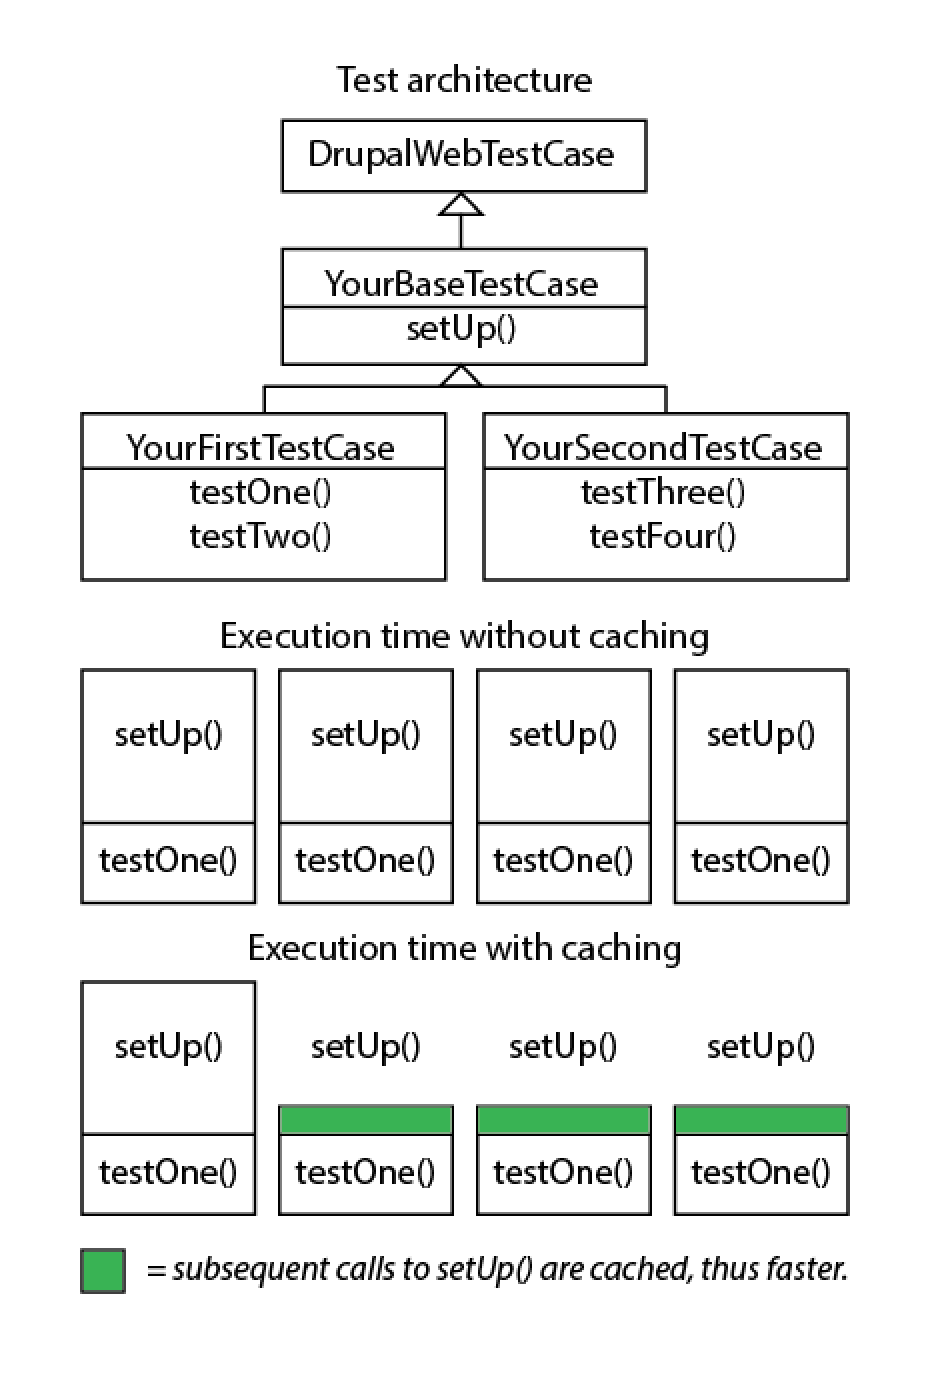 Test architecture
DrupalWebTestCase
YourBaseTestCase
setUp()
YourFirstTestCase
testOne()
testTwo()
YourSecondTestCase
testThree()
testFour()
Execution time without caching
setUp() setUp() setUp() setUp()
testOne() testOne() testOne() testOne()
Execution time with caching
setUp() setUp() setUp() setUp()
testOne() testOne() testOne() testOne()
= subsequent calls to setUp() are cached, thus faster.